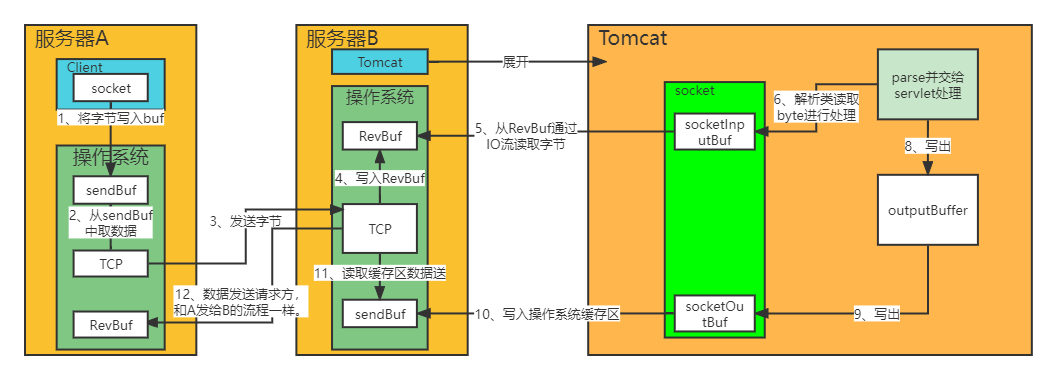 服务器A
Client
socket
1、将字节写入buf
操作系统
sendBuf
2、从sendBuf
中取数据
TCP
RevBuf
3、发送字节
12、数据发送请求方，
和A发给B的流程一样。
服务器B
Tomcat
展开
操作系统
RevBuf
4、写入RevBuf
TCP
11、读取缓存区数据送
sendBuf
5、从RevBuf通过
IO流读取字节
10、写入操作系统缓存区
Tomcat
socket
socketInp
utBuf
socketOu
tBuf
6、解析类读取
byte进行处理
parse并交给
servlet处理
8、写出
outputBuffer
9、写出